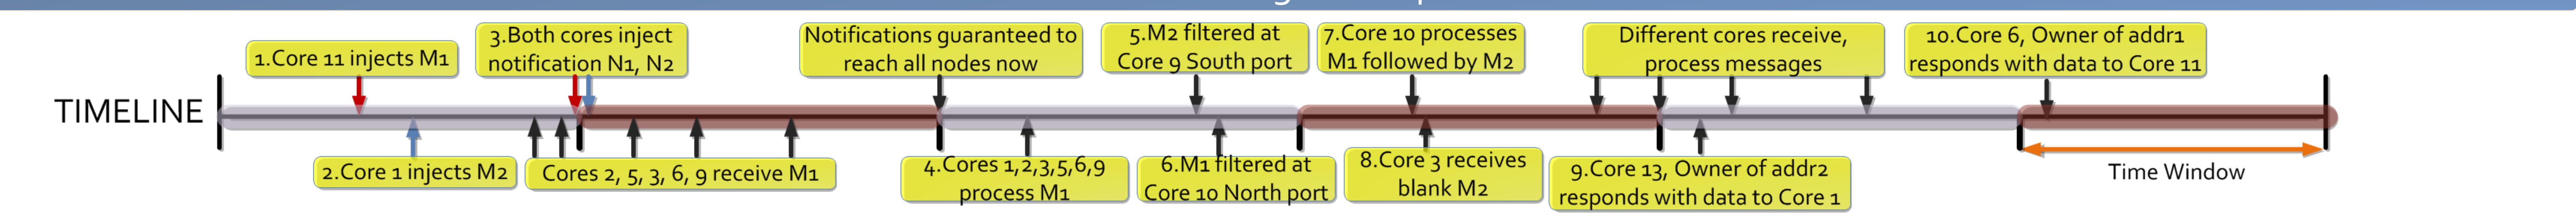 1.Core 11 injects M1
3.Both cores inject
notification N1, N2
Notifications guaranteed to
reach all nodes now
5.M2 filtered at
Core 9 South port
7.Core 10 processes
M1 followed by M2
Different cores receive,
process messages
10.Core 6, Owner of addr1
responds with data to Core 11
TIMELINE
2.Core 1 injects M2
Cores 2, 5, 3, 6, 9 receive M1
4.Cores 1,2,3,5,6,9
process M1
6.M1 filtered at
Core 10 North port
8.Core 3 receives
blank M2
9.Core 13, Owner of addr2
responds with data to Core 1
Time Window